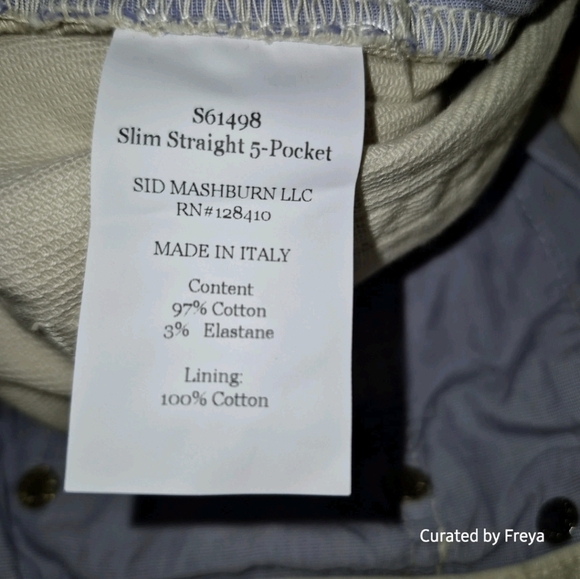 S61498
Slim Straight 5-Pocket
SID MASHBURN LLC
RN#128410
MADE IN ITALY
Content
97% Cotton
3% Elastane
Lining:
100% Cotton
Curated by Freya